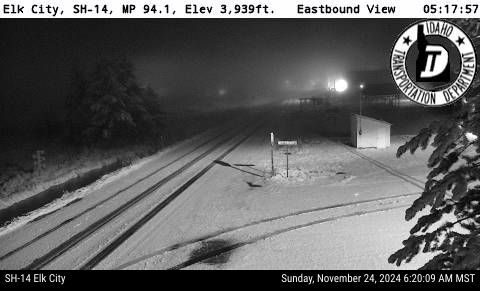 Elk City, SH-14, MP 94.1, Elev 3,939ft. Eastbound View 05:17:57
IDAHO
TRANSPORTATION DEPARTMENT
SH-14 Elk City Sunday, November 24, 2024 6:20:09 AM MST